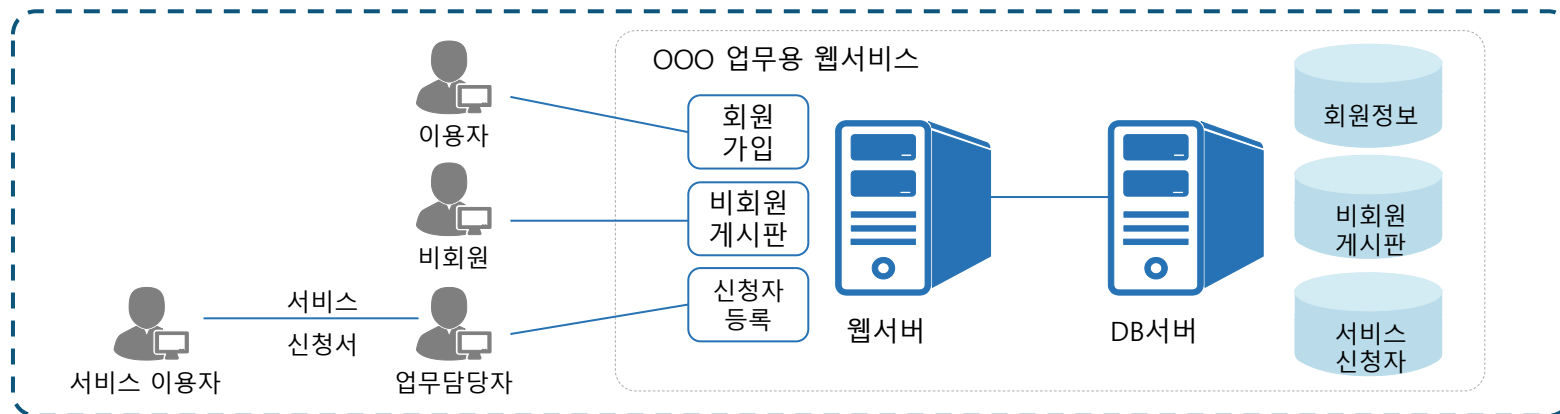 OOO 업무용 웹서비스
이용자
회원
가입
회원정보
비회원
비회원
게시판
비회원
게시판
서비스
신청서
서비스 이용자
업무담당자
신청자
등록
웹서버
DB서버
서비스
신청자